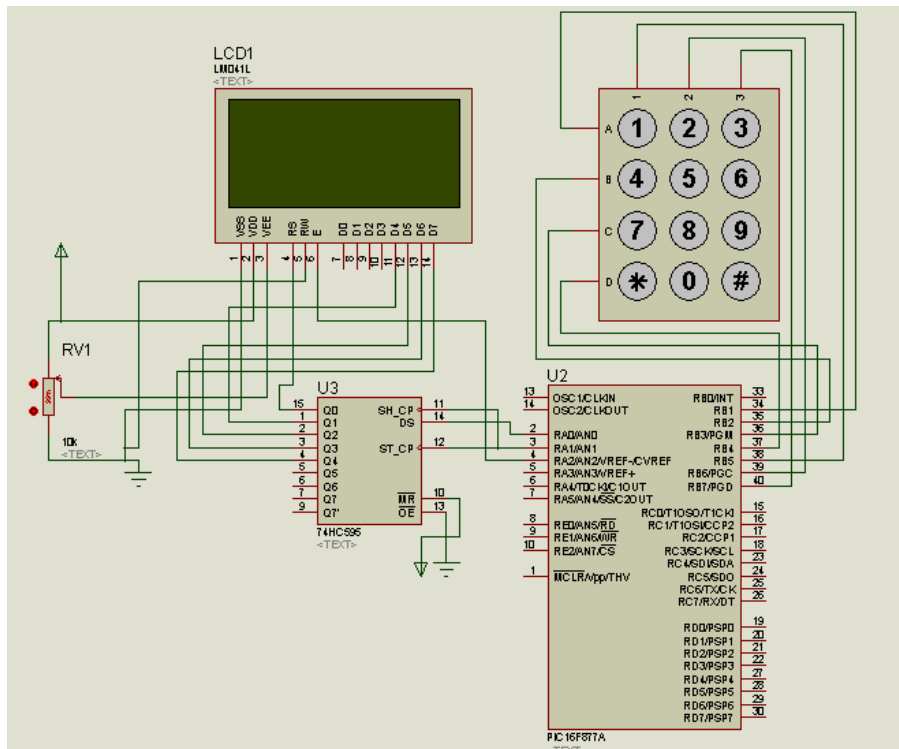 LCD1
LM041L
<TEXT>
VSS
VDD
VEE
RS
RW
E
D0
D1
D2
D3
D4
D5
D6
D7
1
2
3
4
5
6
7
8
9
10
11
12
13
14
1
2
3
A
B
C
D
1 2 3
4 5 6
7 8 9
* 0 #
RV1
10k
<TEXT>
U3
15 Q0 SH_CP 11
1 Q1 DS 14
2 Q2
3 Q3 ST_CP 12
4 Q4
5 Q5
6 Q6
7 Q7 MR 10
9 Q7' OE 13
74HC595
<TEXT>
U2
13 OSC1/CLKIN RB0/INT 33
14 OSC2/CLKOUT RB1 34
RB2 35
2 RA0/AN0 RB3/PGM 36
3 RA1/AN1 RB4 37
4 RA2/AN2/VREF-/CVREF RB5 38
5 RA3/AN3/VREF+ RB6/PGC 39
6 RA4/T0CKI/C1OUT RB7/PGD 40
7 RA5/AN4/SS/C2OUT
RC0/T1OSO/T1CKI 15
8 RE0/AN5/RD RC1/T1OSI/CCP2 16
9 RE1/AN6/WR RC2/CCP1 17
10 RE2/AN7/CS RC3/SCK/SCL 18
RC4/SDI/SDA 23
1 MCLR/Vpp/THV RC5/SDO 24
RC6/TX/CK 25
RC7/RX/DT 26
RD0/PSP0 19
RD1/PSP1 20
RD2/PSP2 21
RD3/PSP3 22
RD4/PSP4 27
RD5/PSP5 28
RD6/PSP6 29
RD7/PSP7 30
PIC16F877A